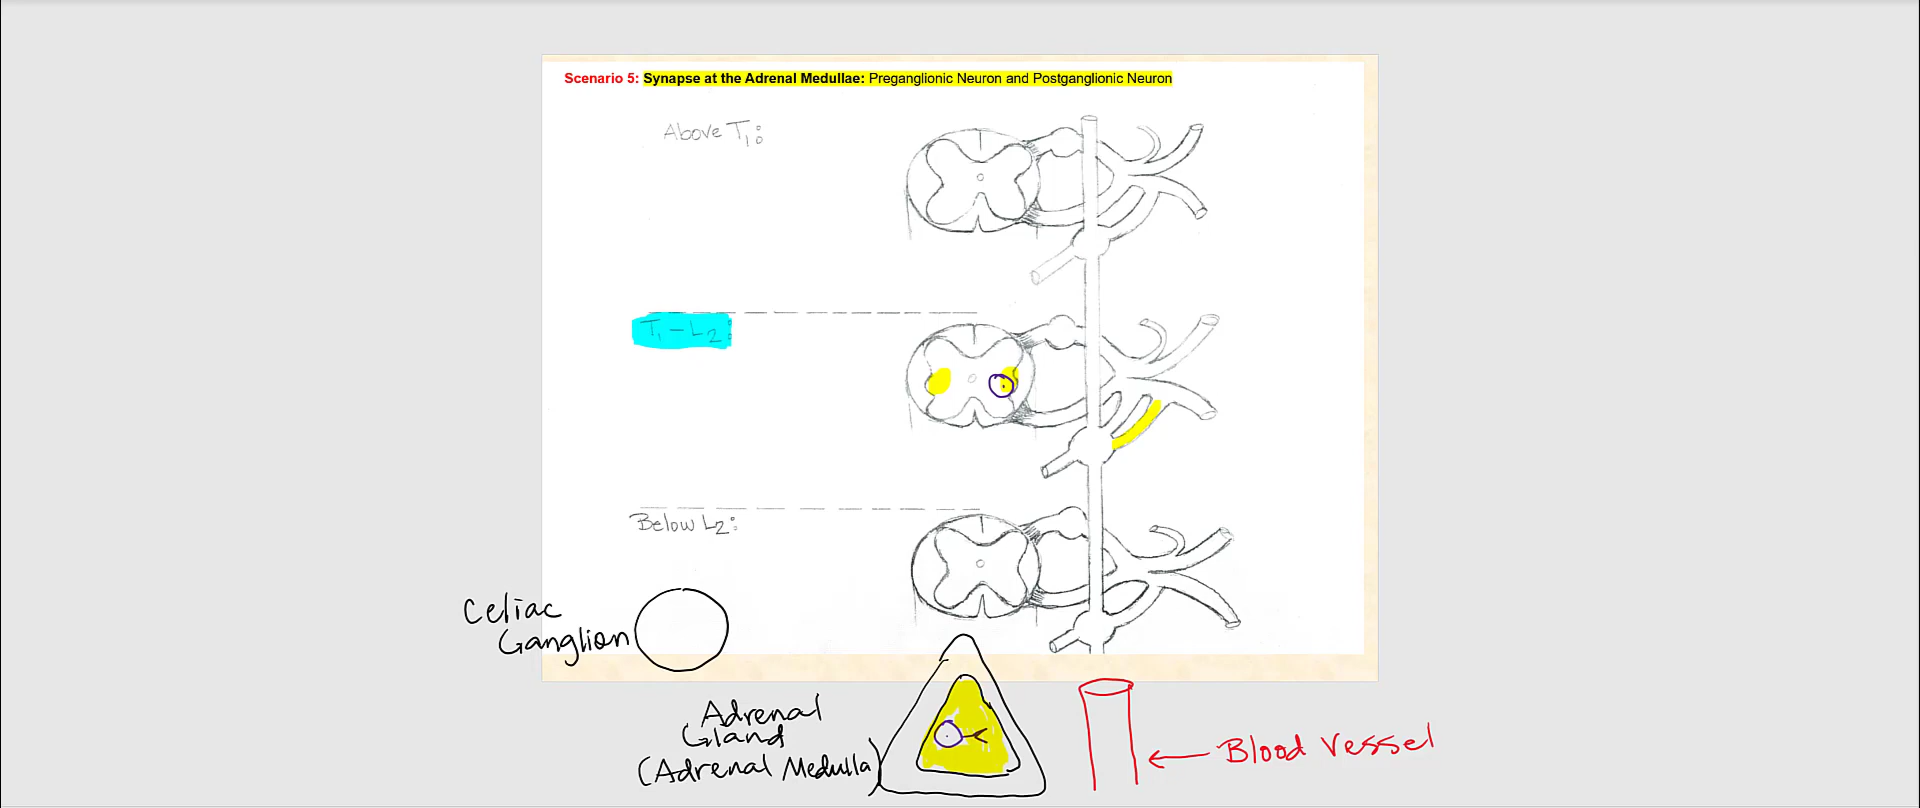 Scenario 5: Synapse at the Adrenal Medullae: Preganglionic Neuron and Postganglionic Neuron
Above T1:
T1 - L2:
Below L2:
Celiac
Ganglion
Adrenal
Gland
(Adrenal Medulla)
Blood Vessel